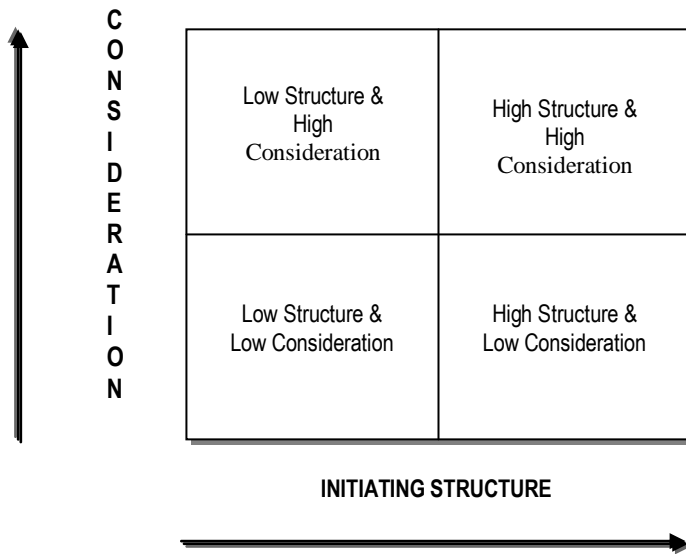 C
O
N
S
I
D
E
R
A
T
I
O
N
Low Structure &
High
Consideration
High Structure &
High
Consideration
Low Structure &
Low Consideration
High Structure &
Low Consideration
INITIATING STRUCTURE